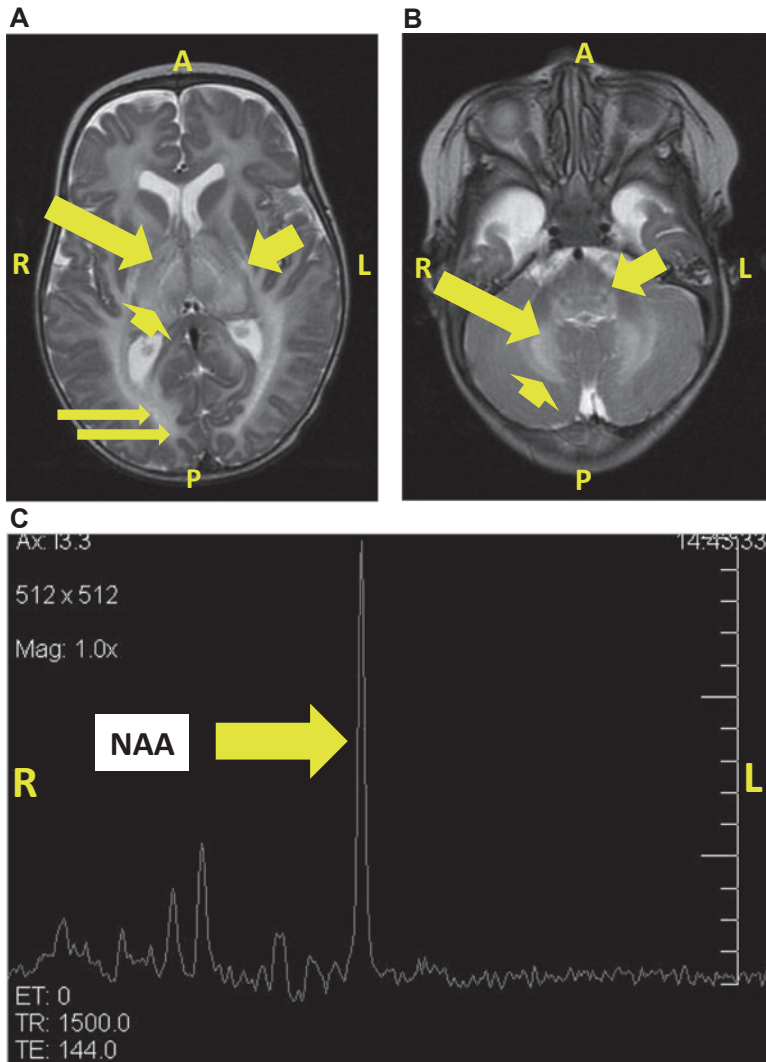 A
B
A
A
R
L
R
L
P
P
C
Ax: I3.3
14:45:33
512 x 512
Mag: 1.0x
NAA
R
L
ET: 0
TR: 1500.0
TE: 144.0